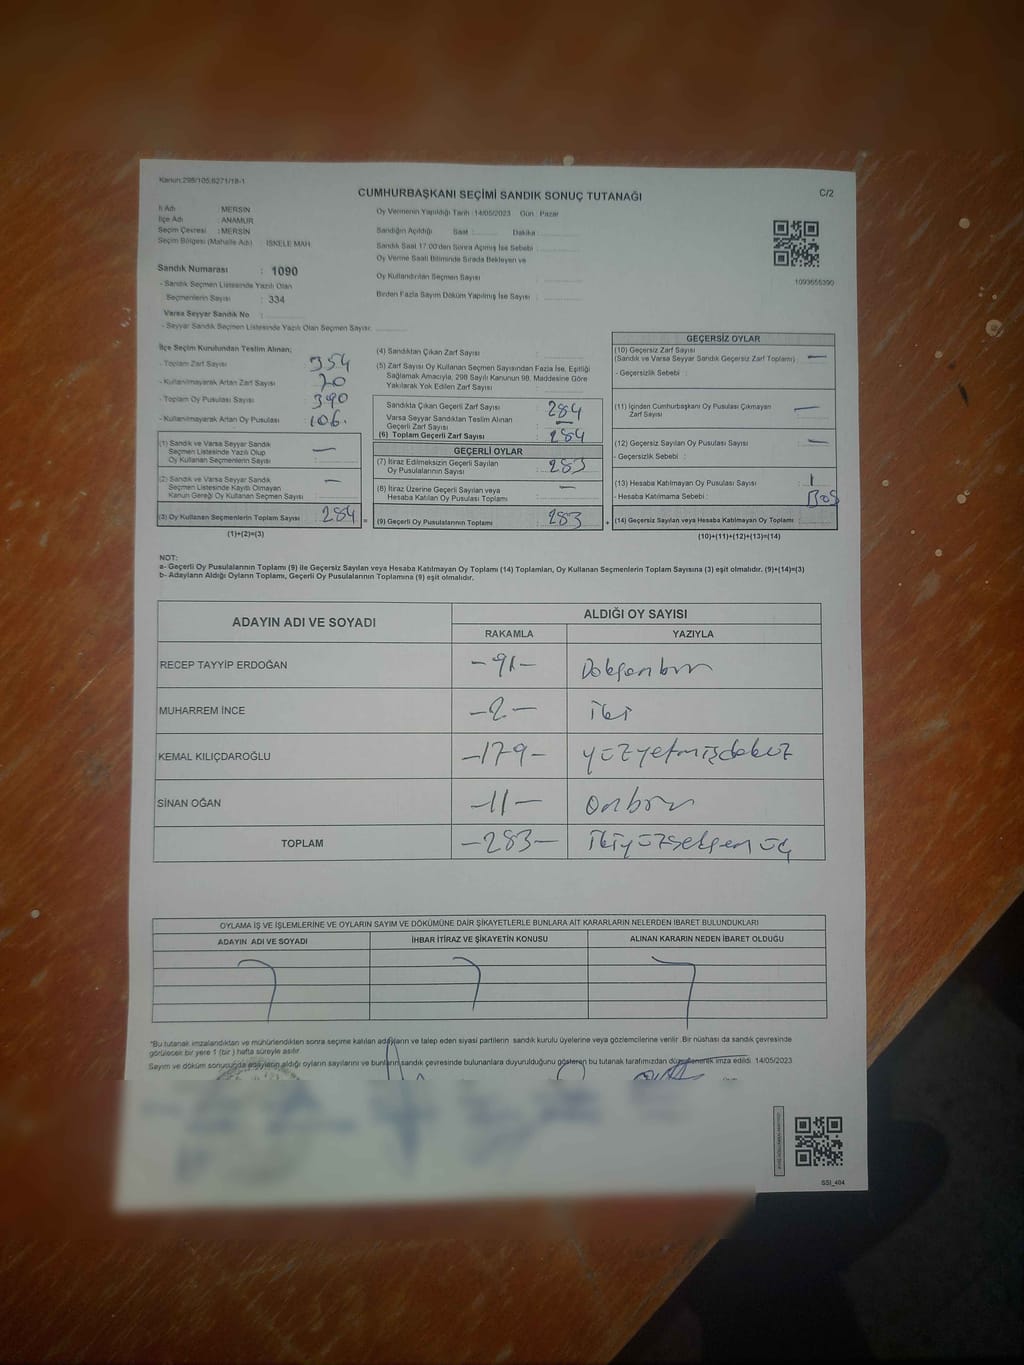 Kanun:298/105,6271/18-1
CUMHURBAŞKANI SEÇİMİ SANDIK SONUÇ TUTANAĞI
C/2
İl Adı : MERSİN
İlçe Adı : ANAMUR
Seçim Çevresi : MERSİN
Seçim Bölgesi (Mahalle Adı) : İSKELE MAH.
Sandık Numarası : 1090
- Sandık Seçmen Listesinde Yazılı Olan
Seçmenlerin Sayısı : 334
Varsa Seyyar Sandık No :
- Seyyar Sandık Seçmen Listesinde Yazılı Olan Seçmen Sayısı:
Oy Vermenin Yapıldığı Tarih : 14/05/2023 Gün : Pazar
Sandığın Açıldığı Saat : Dakika :
Sandık Saat 17.00'den Sonra Açılmış İse Sebebi :
Oy Verme Saati Bitiminde Sırada Bekleyen ve
Oy Kullandırılan Seçmen Sayısı :
Birden Fazla Sayım Döküm Yapılmış İse Sayısı :
1093655390
İlçe Seçim Kurulundan Teslim Alınan;
- Toplam Zarf Sayısı 354
- Kullanılmayarak Artan Zarf Sayısı 70
- Toplam Oy Pusulası Sayısı 390
- Kullanılmayarak Artan Oy Pusulası 106.
(1) Sandık ve Varsa Seyyar Sandık
Seçmen Listesinde Yazılı Olup
Oy Kullanan Seçmenlerin Sayısı : —
(2) Sandık ve Varsa Seyyar Sandık
Seçmen Listesinde Kayıtlı Olmayan
Kanun Gereği Oy Kullanan Seçmen Sayısı : —
(3) Oy Kullanan Seçmenlerin Toplam Sayısı : 284 =
(1)+(2)=(3)
(4) Sandıktan Çıkan Zarf Sayısı :
(5) Zarf Sayısı Oy Kullanan Seçmen Sayısından Fazla İse, Eşitliği
Sağlamak Amacıyla, 298 Sayılı Kanunun 98. Maddesine Göre
Yakılarak Yok Edilen Zarf Sayısı :
Sandıkta Çıkan Geçerli Zarf Sayısı : 284
Varsa Seyyar Sandıktan Teslim Alınan
Geçerli Zarf Sayısı : —
(6) Toplam Geçerli Zarf Sayısı : 284
GEÇERLİ OYLAR
(7) İtiraz Edilmeksizin Geçerli Sayılan
Oy Pusulalarının Sayısı : 283
(8) İtiraz Üzerine Geçerli Sayılan veya
Hesaba Katılan Oy Pusulası Toplamı : —
(9) Geçerli Oy Pusulalarının Toplamı : 283 +
GEÇERSİZ OYLAR
(10) Geçersiz Zarf Sayısı
(Sandık ve Varsa Seyyar Sandık Geçersiz Zarf Toplamı) : —
- Geçersizlik Sebebi :
(11) İçinden Cumhurbaşkanı Oy Pusulası Çıkmayan
Zarf Sayısı : —
(12) Geçersiz Sayılan Oy Pusulası Sayısı : —
- Geçersizlik Sebebi :
(13) Hesaba Katılmayan Oy Pusulası Sayısı : 1
- Hesaba Katılmama Sebebi : BOŞ
(14) Geçersiz Sayılan veya Hesaba Katılmayan Oy Toplamı :
(10)+(11)+(12)+(13)=(14)
NOT:
a- Geçerli Oy Pusulalarının Toplamı (9) ile Geçersiz Sayılan veya Hesaba Katılmayan Oy Toplamı (14) Toplamları, Oy Kullanan Seçmenlerin Toplam Sayısına (3) eşit olmalıdır. (9)+(14)=(3)
b- Adayların Aldığı Oyların Toplamı, Geçerli Oy Pusulalarının Toplamına (9) eşit olmalıdır.
ADAYIN ADI VE SOYADI
ALDIĞI OY SAYISI
RAKAMLA YAZIYLA
RECEP TAYYİP ERDOĞAN -91- Doksanbir
MUHARREM İNCE -2- iki
KEMAL KILIÇDAROĞLU -179- yüzyetmişdokuz
SİNAN OĞAN -11- onbir
TOPLAM -283- ikiyüzseksenüç
OYLAMA İŞ VE İŞLEMLERİNE VE OYLARIN SAYIM VE DÖKÜMÜNE DAİR ŞİKAYETLERLE BUNLARA AİT KARARLARIN NELERDEN İBARET BULUNDUKLARI
ADAYIN ADI VE SOYADI İHBAR İTİRAZ VE ŞİKAYETİN KONUSU ALINAN KARARIN NEDEN İBARET OLDUĞU
"Bu tutanak imzalandıktan ve mühürlendikten sonra seçime katılan adayların ve talep eden siyasi partilerin sandık kurulu üyelerine veya gözlemcilerine verilir. Bir nüshası da sandık çevresinde
görülecek bir yere 1 (bir ) hafta süreyle asılır.
Sayım ve döküm sonucunda adayların aldığı oyların sayılarını ve bunların sandık çevresinde bulunanlara duyurulduğunu gösteren bu tutanak tarafımızdan düzenlenerek imza edildi. 14/05/2023
SSI_404